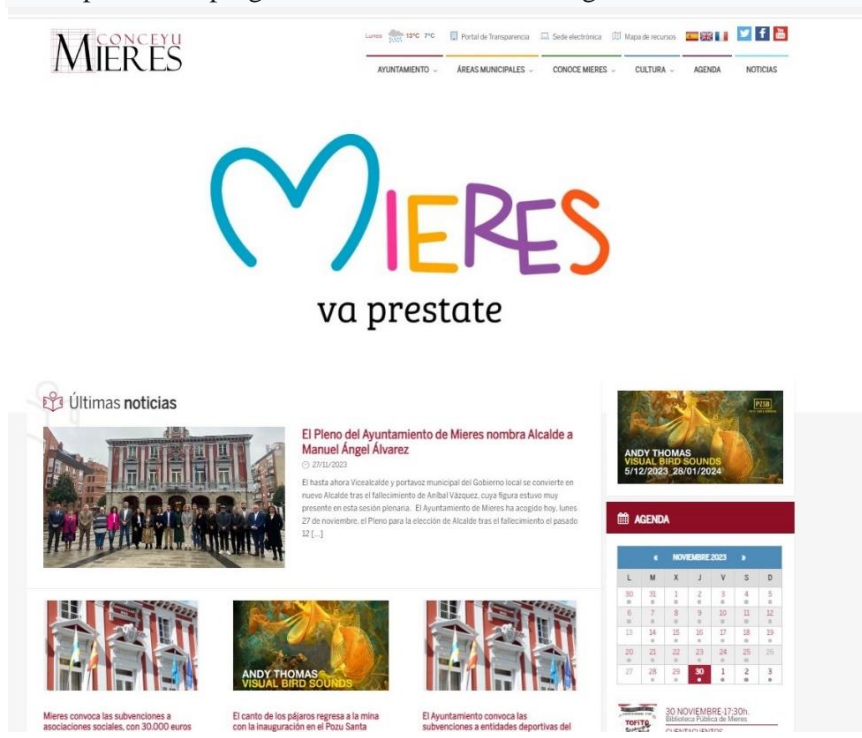 CONCEYU
MIERES
Lunes 13ºC 7ºC Portal de Transparencia Sede electrónica Mapa de recursos
AYUNTAMIENTO ÁREAS MUNICIPALES CONOCE MIERES CULTURA AGENDA NOTICIAS
MIERES
va prestate
Últimas noticias
El Pleno del Ayuntamiento de Mieres nombra Alcalde a
Manuel Ángel Álvarez
27/11/2023
El hasta ahora Vicealcalde y portavoz municipal del Gobierno local se convierte en
nuevo Alcalde tras el fallecimiento de Aníbal Vázquez, cuya figura estuvo muy
presente en esta sesión plenaria. El Ayuntamiento de Mieres ha acogido hoy, lunes
27 de noviembre, el Pleno para la elección de Alcalde tras el fallecimiento el pasado
12 [...]
PZSB
ANDY THOMAS
VISUAL BIRD SOUNDS
5/12/2023_28/01/2024
AGENDA
« NOVIEMBRE 2023 »
L M X J V S D
30 31 1 2 3 4 5
6 7 8 9 10 11 12
13 14 15 16 17 18 19
20 21 22 23 24 25 26
27 28 29 30 1 2 3
ANDY THOMAS
VISUAL BIRD SOUNDS
Mieres convoca las subvenciones a
asociaciones sociales, con 30.000 euros
El canto de los pájaros regresa a la mina
con la inauguración en el Pozu Santa
El Ayuntamiento convoca las
subvenciones a entidades deportivas del
30 NOVIEMBRE-17:30h.
Biblioteca Pública de Mieres
CUENTACUENTOS